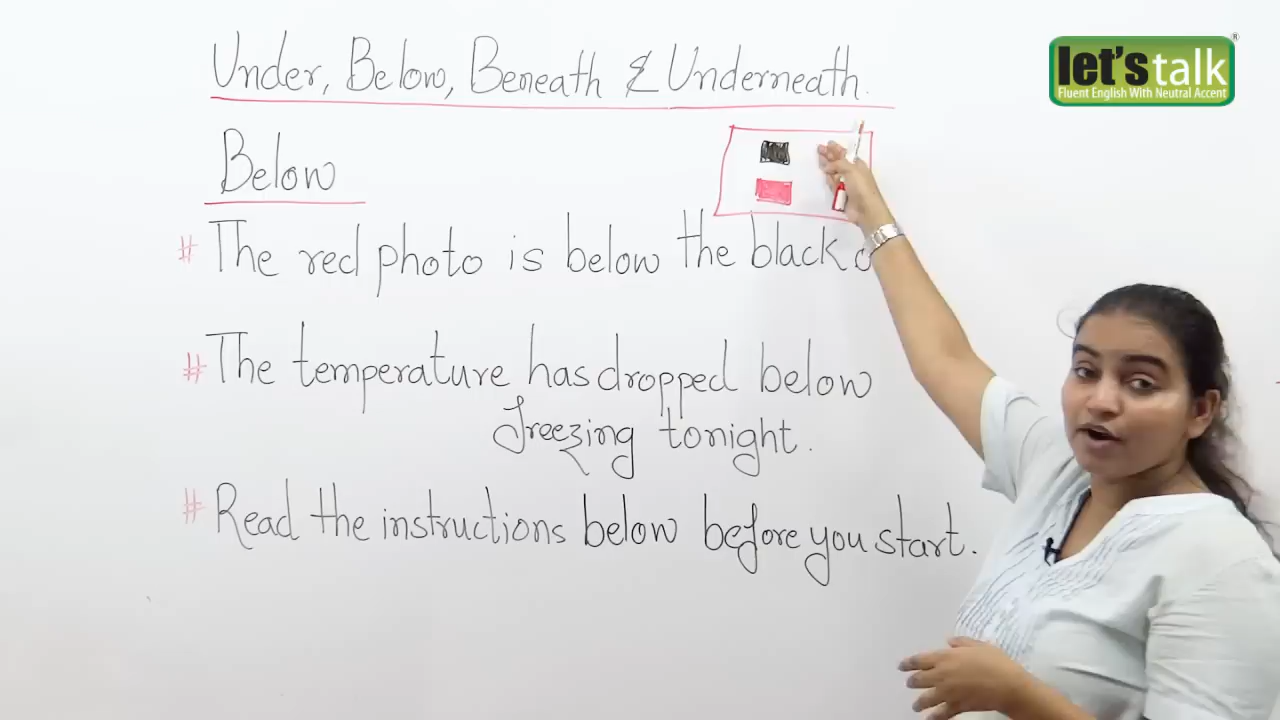 Under, Below, Beneath & Underneath.
let's talk ®
Fluent English With Neutral Accent
Below
# The red photo is below the black
# The temperature has dropped below
freezing tonight.
# Read the instructions below before you start.